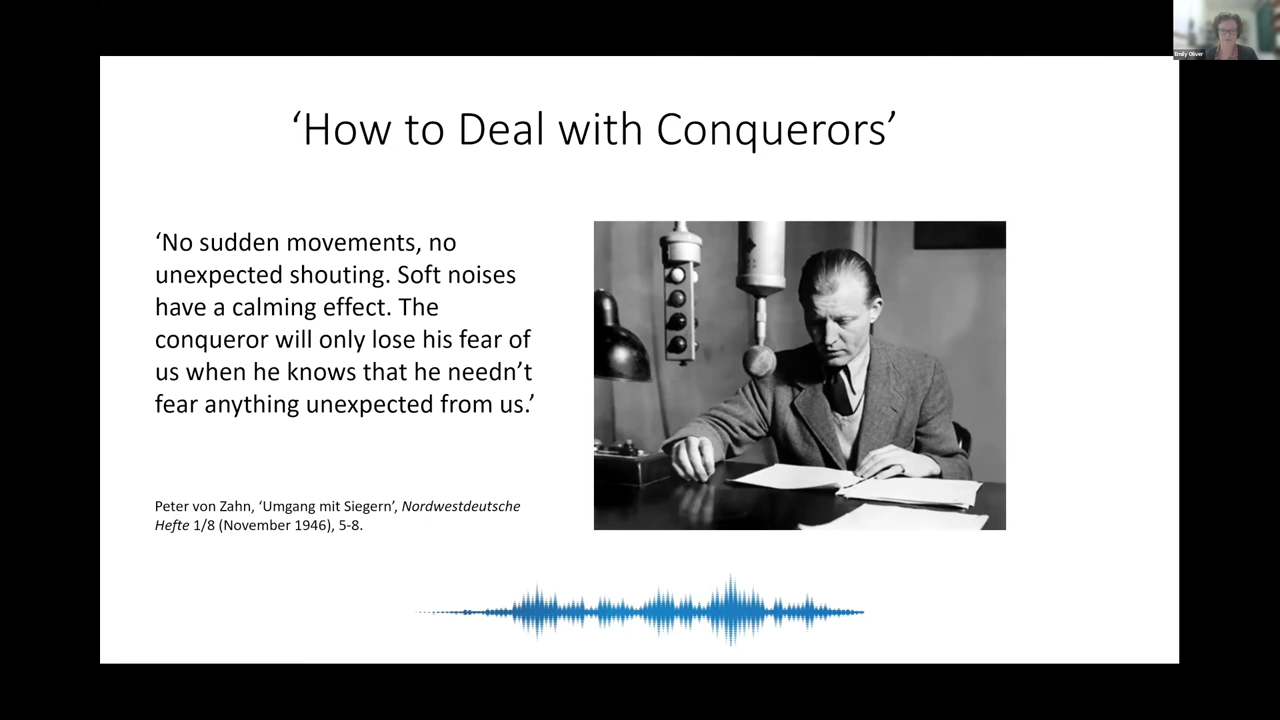 Emily Oliver
‘How to Deal with Conquerors’
‘No sudden movements, no
unexpected shouting. Soft noises
have a calming effect. The
conqueror will only lose his fear of
us when he knows that he needn’t
fear anything unexpected from us.’
Peter von Zahn, ‘Umgang mit Siegern’, Nordwestdeutsche
Hefte 1/8 (November 1946), 5-8.